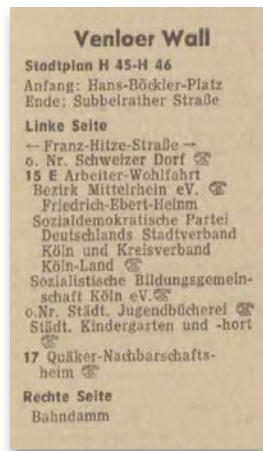 Venloer Wall
Stadtplan H 45-H 46
Anfang: Hans-Böckler-Platz
Ende: Subbelrather Straße
Linke Seite
← Franz-Hitze-Straße →
o. Nr. Schweizer Dorf ☎
15 E Arbeiter-Wohlfahrt
Bezirk Mittelrhein eV. ☎
Friedrich-Ebert-Heinm
Sozialdemokratische Partei
Deutschlands Stadtverband
Köln und Kreisverband
Köln-Land ☎
Sozialistische Bildungsgemein-
schaft Köln eV.☎
o.Nr. Städt. Jugendbücherei ☎
Städt. Kindergarten und -hort
☎
17 Quäker-Nachbarschafts-
heim ☎
Rechte Seite
Bahndamm